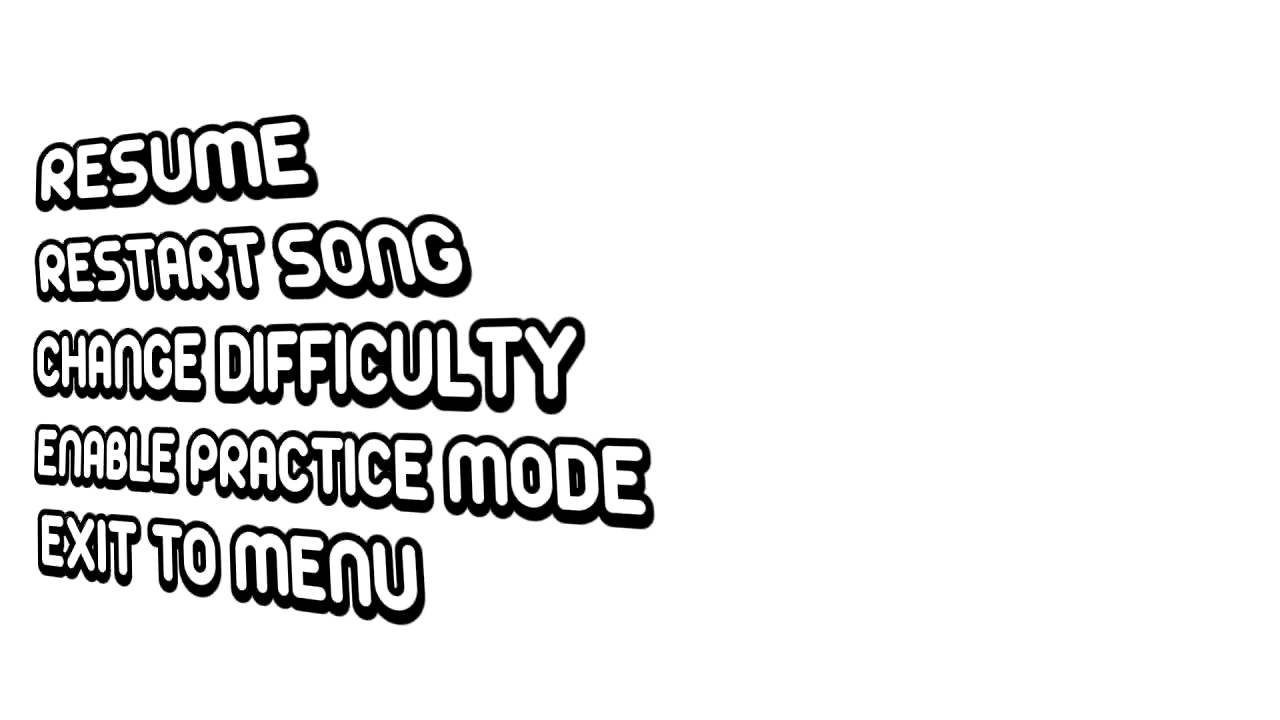 RESUME
RESTART SONG
CHANGE DIFFICULTY
ENABLE PRACTICE MODE
EXIT TO MENU